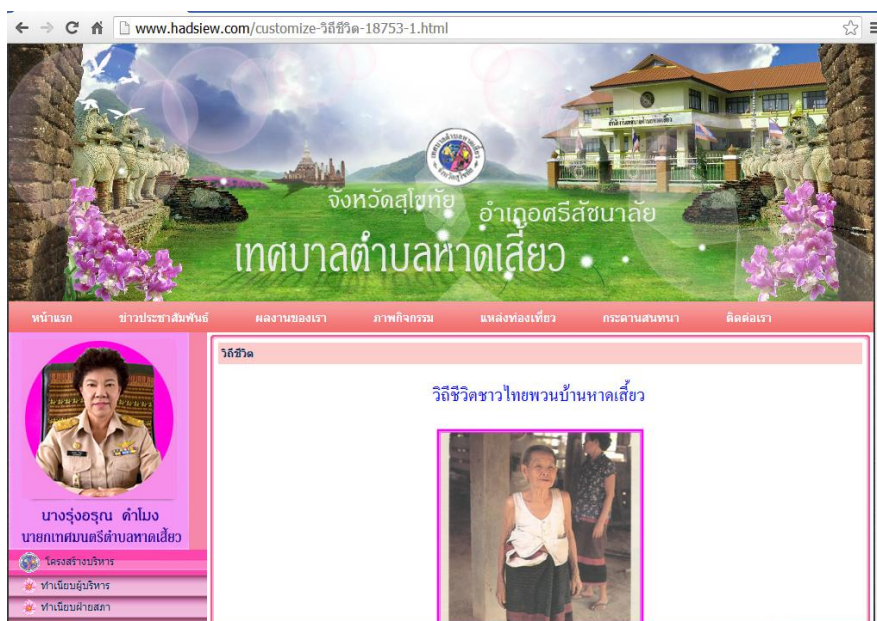 www.hadsiew.com/customize-วิถีชีวิต-18753-1.html
จังหวัดสุโขทัย อำเภอศรีสัชนาลัย
เทศบาลตำบลหาดเสี้ยว
หน้าแรก ข่าวประชาสัมพันธ์ ผลงานของเรา ภาพกิจกรรม แหล่งท่องเที่ยว กระดานสนทนา ติดต่อเรา
วิถีชีวิต
วิถีชีวิตชาวไทยพวนบ้านหาดเสี้ยว
นางรุ่งอรุณ คำโมง
นายกเทศมนตรีตำบลหาดเสี้ยว
โครงสร้างบริหาร
ทำเนียบผู้บริหาร
ทำเนียบฝ่ายสภา